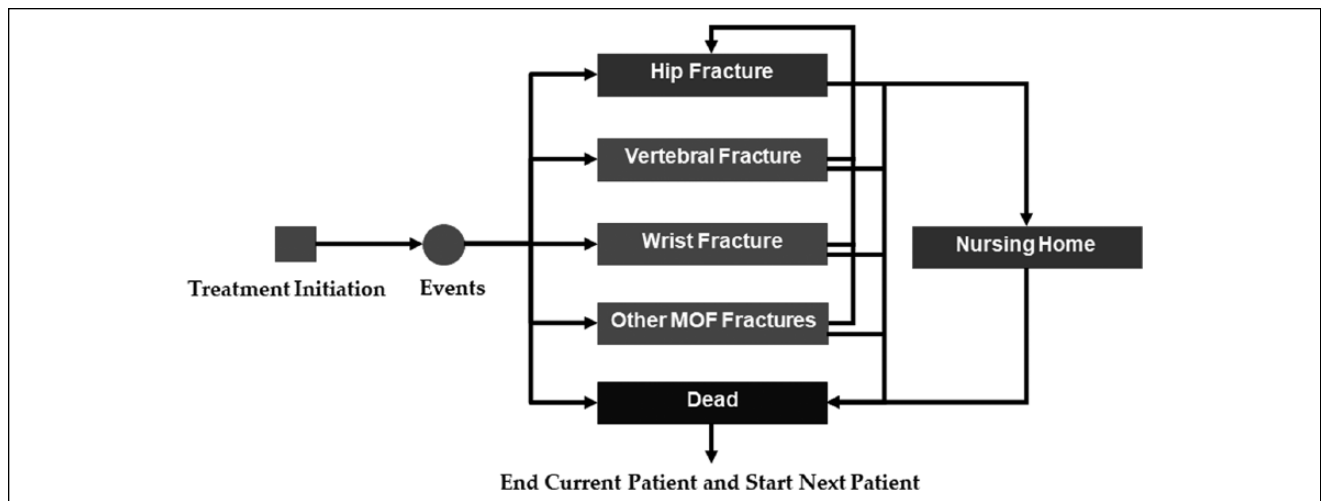 Hip Fracture
Vertebral Fracture
Wrist Fracture
Nursing Home
Treatment Initiation
Events
Other MOF Fractures
Dead
End Current Patient and Start Next Patient